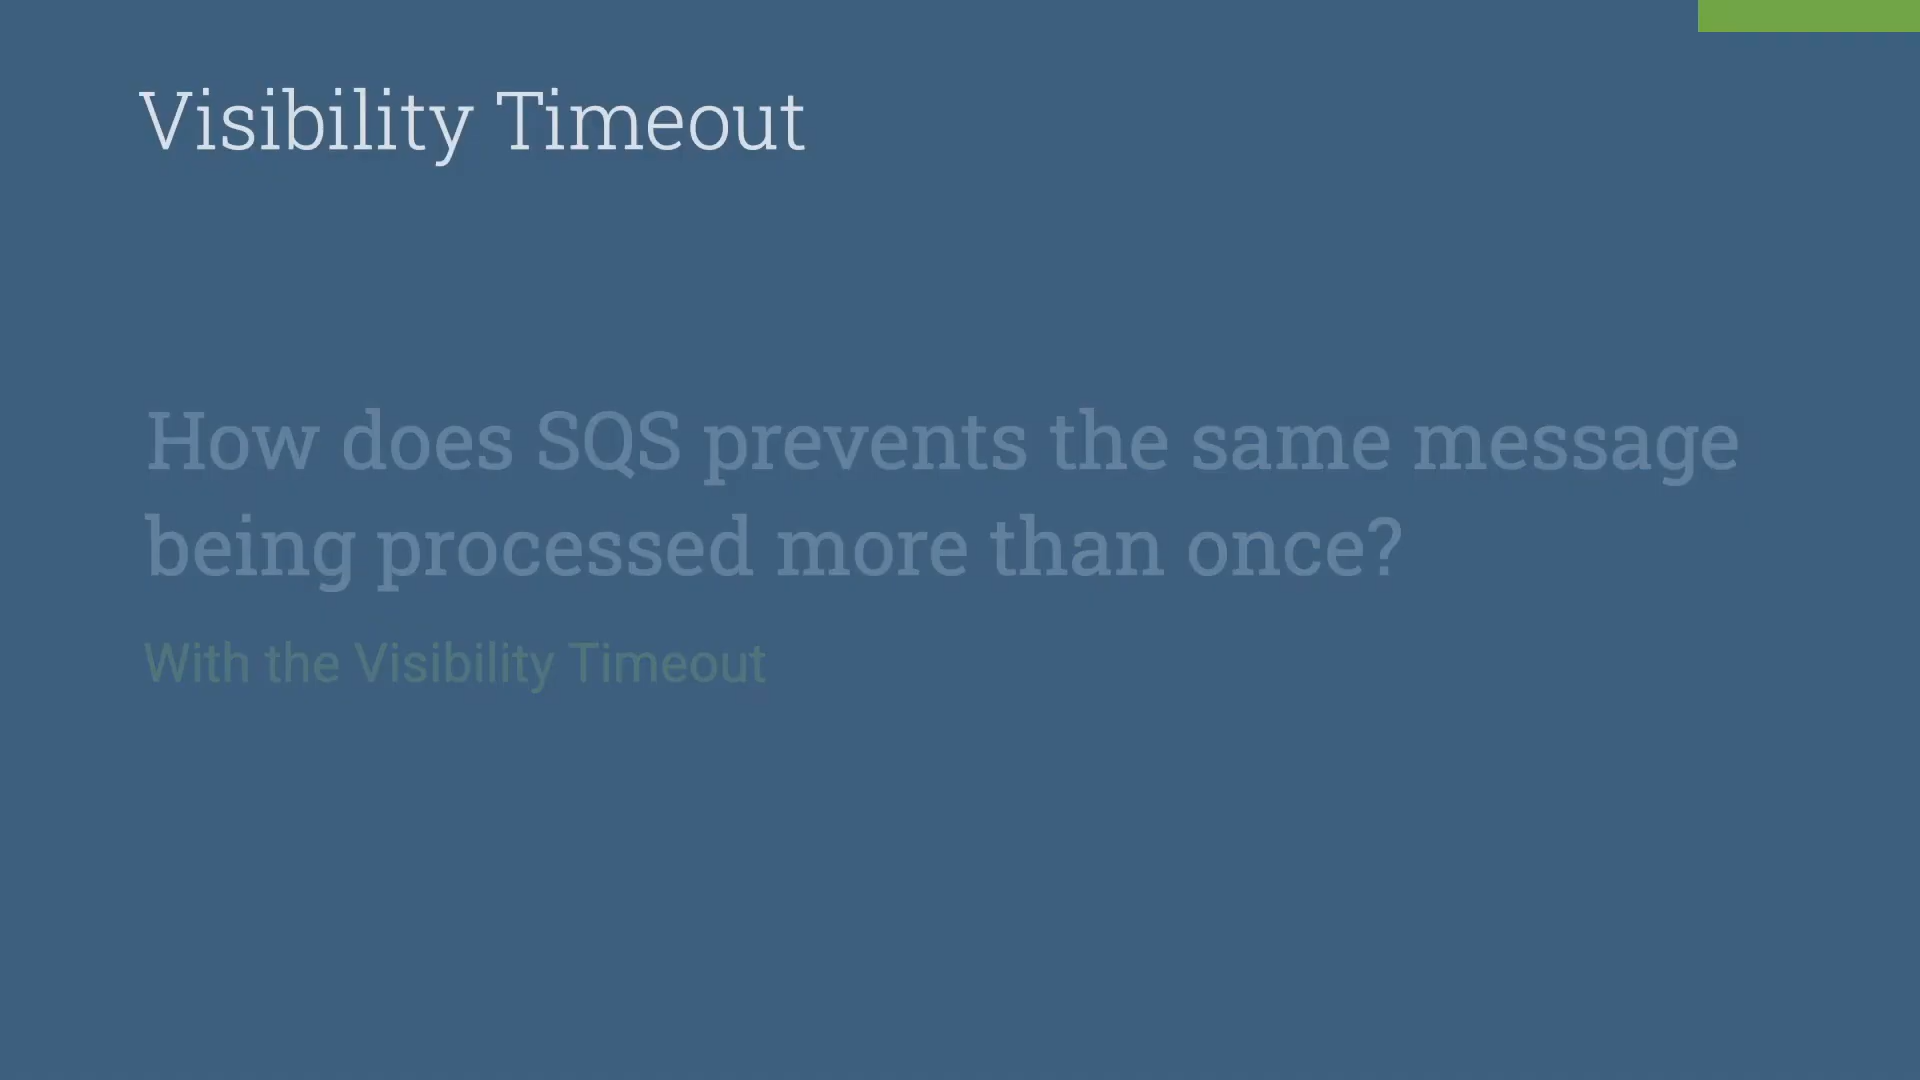 Visibility Timeout
How does SQS prevents the same message
being processed more than once?
With the Visibility Timeout